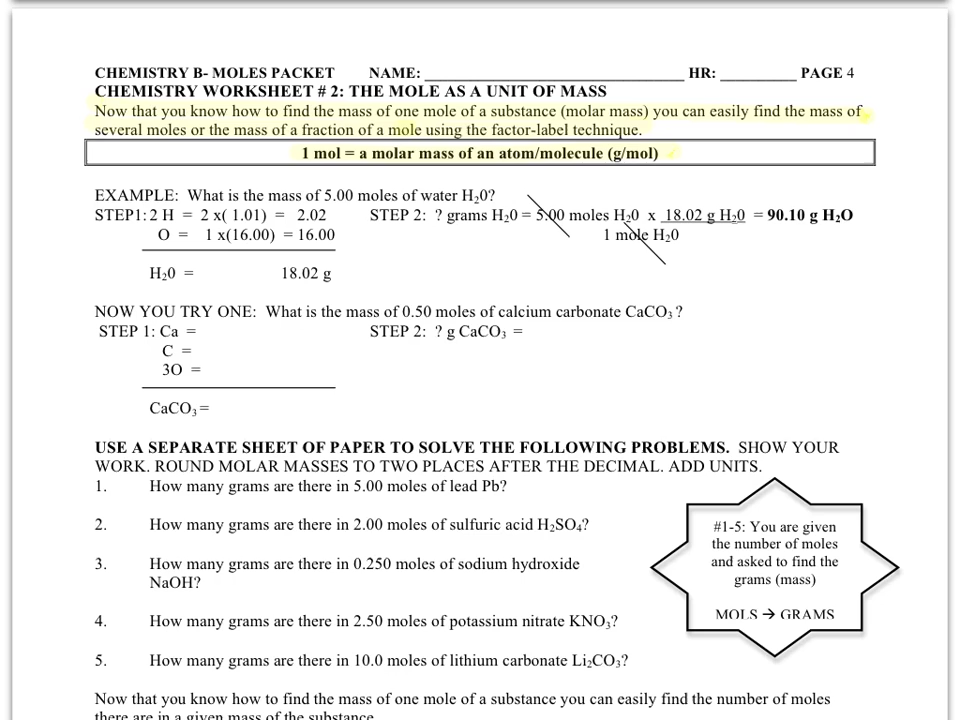 CHEMISTRY B- MOLES PACKET NAME: ______________________________ HR: _________ PAGE 4
CHEMISTRY WORKSHEET # 2: THE MOLE AS A UNIT OF MASS
Now that you know how to find the mass of one mole of a substance (molar mass) you can easily find the mass of
several moles or the mass of a fraction of a mole using the factor-label technique.
1 mol = a molar mass of an atom/molecule (g/mol)
EXAMPLE: What is the mass of 5.00 moles of water H₂0?
STEP1: 2 H = 2 x( 1.01) = 2.02 STEP 2: ? grams H₂0 = 5.00 moles H₂0 x 18.02 g H₂0 = 90.10 g H₂O
O = 1 x(16.00) = 16.00 1 mole H₂0
H₂0 = 18.02 g
NOW YOU TRY ONE: What is the mass of 0.50 moles of calcium carbonate CaCO₃ ?
STEP 1: Ca = STEP 2: ? g CaCO₃ =
C =
3O =
CaCO₃ =
USE A SEPARATE SHEET OF PAPER TO SOLVE THE FOLLOWING PROBLEMS. SHOW YOUR
WORK. ROUND MOLAR MASSES TO TWO PLACES AFTER THE DECIMAL. ADD UNITS.
1. How many grams are there in 5.00 moles of lead Pb?
2. How many grams are there in 2.00 moles of sulfuric acid H₂SO₄?
3. How many grams are there in 0.250 moles of sodium hydroxide
NaOH?
4. How many grams are there in 2.50 moles of potassium nitrate KNO₃?
5. How many grams are there in 10.0 moles of lithium carbonate Li₂CO₃?
#1-5: You are given
the number of moles
and asked to find the
grams (mass)
MOLS → GRAMS
Now that you know how to find the mass of one mole of a substance you can easily find the number of moles
there are in a given mass of the substance